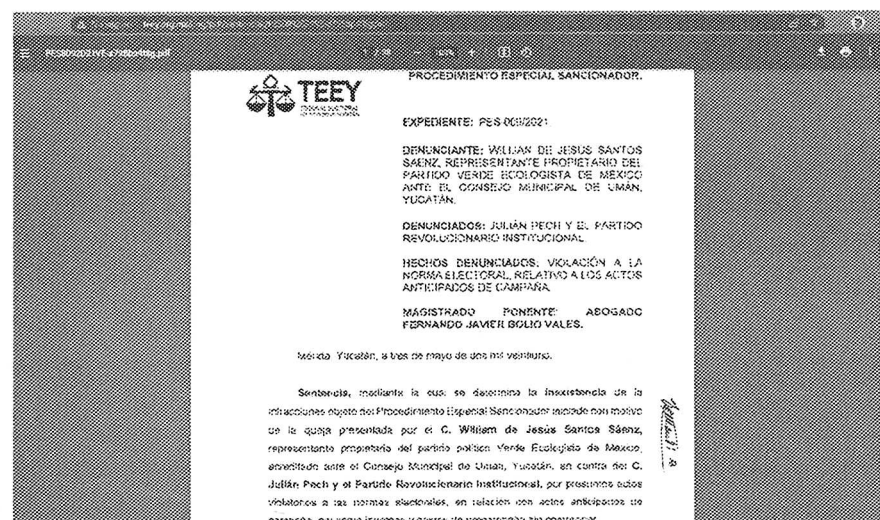 TEEY
PROCEDIMIENTO ESPECIAL SANCIONADOR.
EXPEDIENTE: PES-009/2021
DENUNCIANTE: WILLIAN DE JESUS SANTOS
SAENZ, REPRESENTANTE PROPIETARIO DEL
PARTIDO VERDE ECOLOGISTA DE MEXICO
ANTE EL CONSEJO MUNICIPAL DE UMÁN,
YUCATÁN.
DENUNCIADOS: JULIÁN PECH Y EL PARTIDO
REVOLUCIONARIO INSTITUCIONAL
HECHOS DENUNCIADOS: VIOLACIÓN A LA
NORMA ELECTORAL, RELATIVO A LOS ACTOS
ANTICIPADOS DE CAMPAÑA
MAGISTRADO PONENTE: ABOGADO
FERNANDO JAVIER BOLIO VALES.
Mérida, Yucatán, a tres de mayo de dos mil veintiuno.
Sentencia, mediante la cual se determina la inexistencia de la
infracciones objeto del Procedimiento Especial Sancionador iniciado con motivo
de la queja presentada por el C. William de Jesús Santos Sáenz,
representante propietario del partido político Verde Ecologista de México,
acreditado ante el Consejo Municipal de Umán, Yucatán, en contra del C.
Julián Pech y el Partido Revolucionario Institucional, por presuntos actos
violatorios a las normas electorales, en relación con actos anticipados de